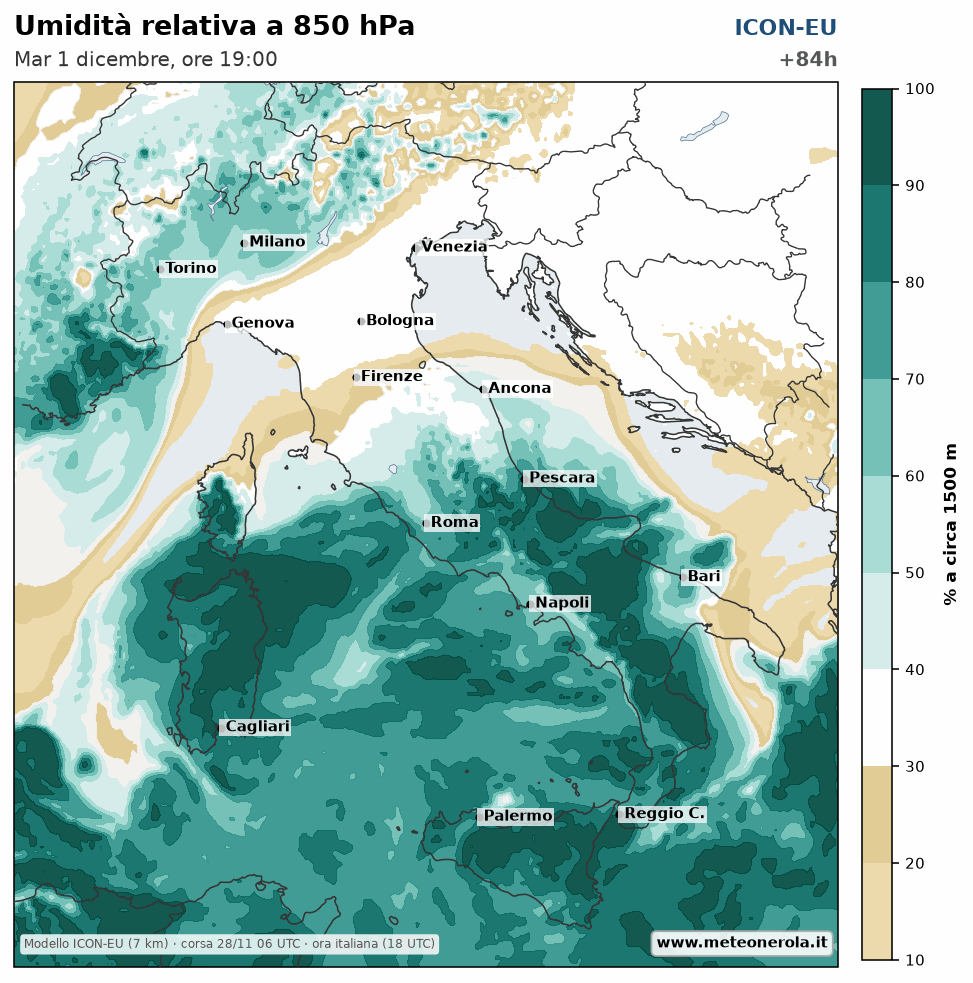 Umidità relativa a 850 hPa
ICON-EU
Mar 1 dicembre, ore 19:00
+84h
Milano
Venezia
Torino
Genova
Bologna
Firenze
Ancona
Pescara
Roma
Bari
Napoli
Cagliari
Palermo
Reggio C.
100
90
80
70
60
50
40
30
20
10
% a circa 1500 m
Modello ICON-EU (7 km) · corsa 28/11 06 UTC · ora italiana (18 UTC)
www.meteonerola.it